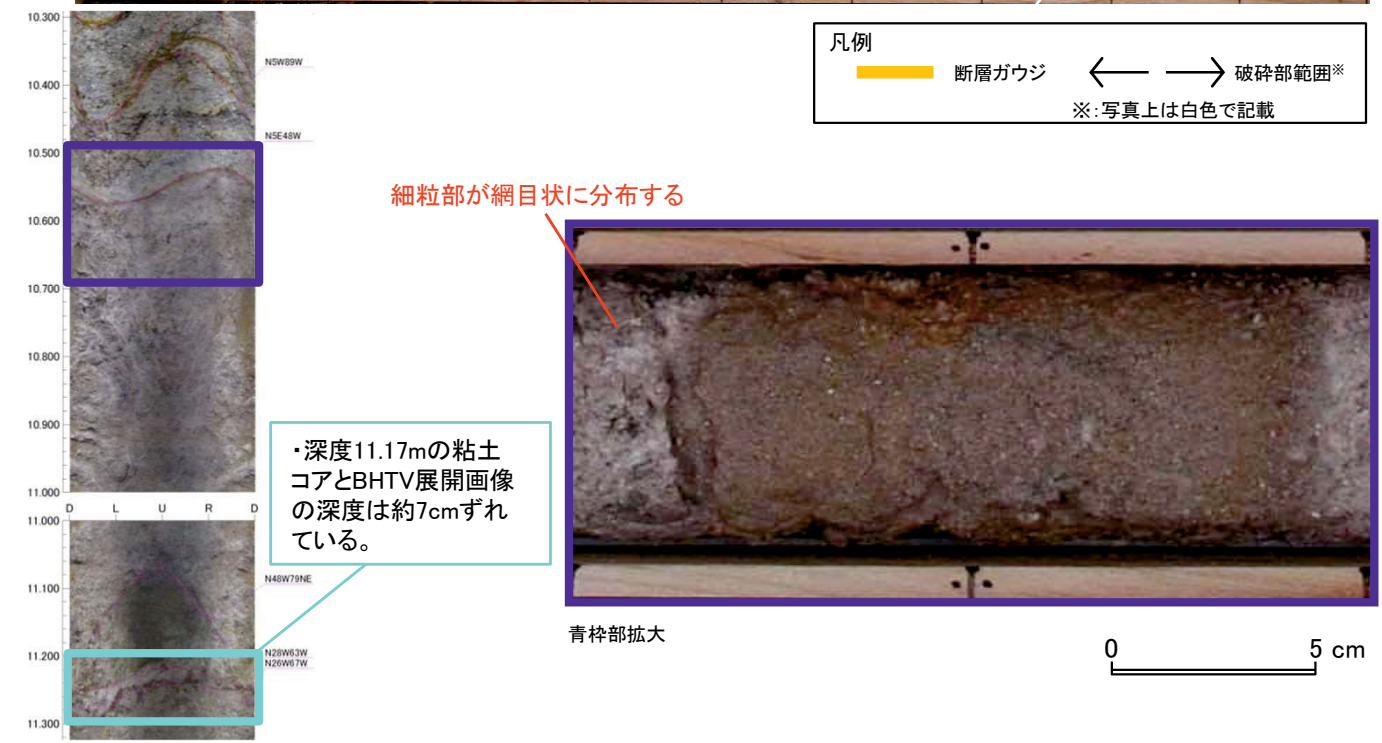 10.300
N5W89W
10.400
N5E48W
10.500
10.600
10.700
10.800
10.900
11.000
D L U R D
11.000
N48W79NE
11.100
11.200
N28W63W
N26W67W
11.300
凡例
断層ガウジ
破砕部範囲※
※:写真上は白色で記載
細粒部が網目状に分布する
・深度11.17mの粘土
コアとBHTV展開画像
の深度は約7cmずれ
ている。
青枠部拡大
0 5 cm